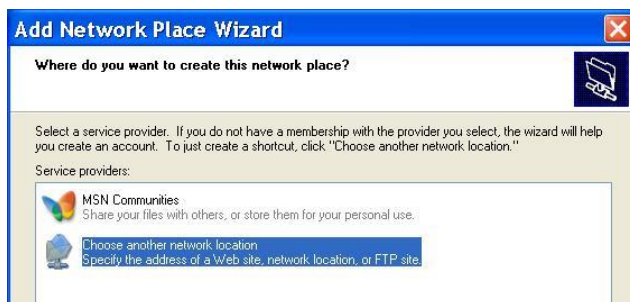 Add Network Place Wizard
Where do you want to create this network place?
Select a service provider. If you do not have a membership with the provider you select, the wizard will help
you create an account. To just create a shortcut, click "Choose another network location."
Service providers:
MSN Communities
Share your files with others, or store them for your personal use.
Choose another network location
Specify the address of a Web site, network location, or FTP site.